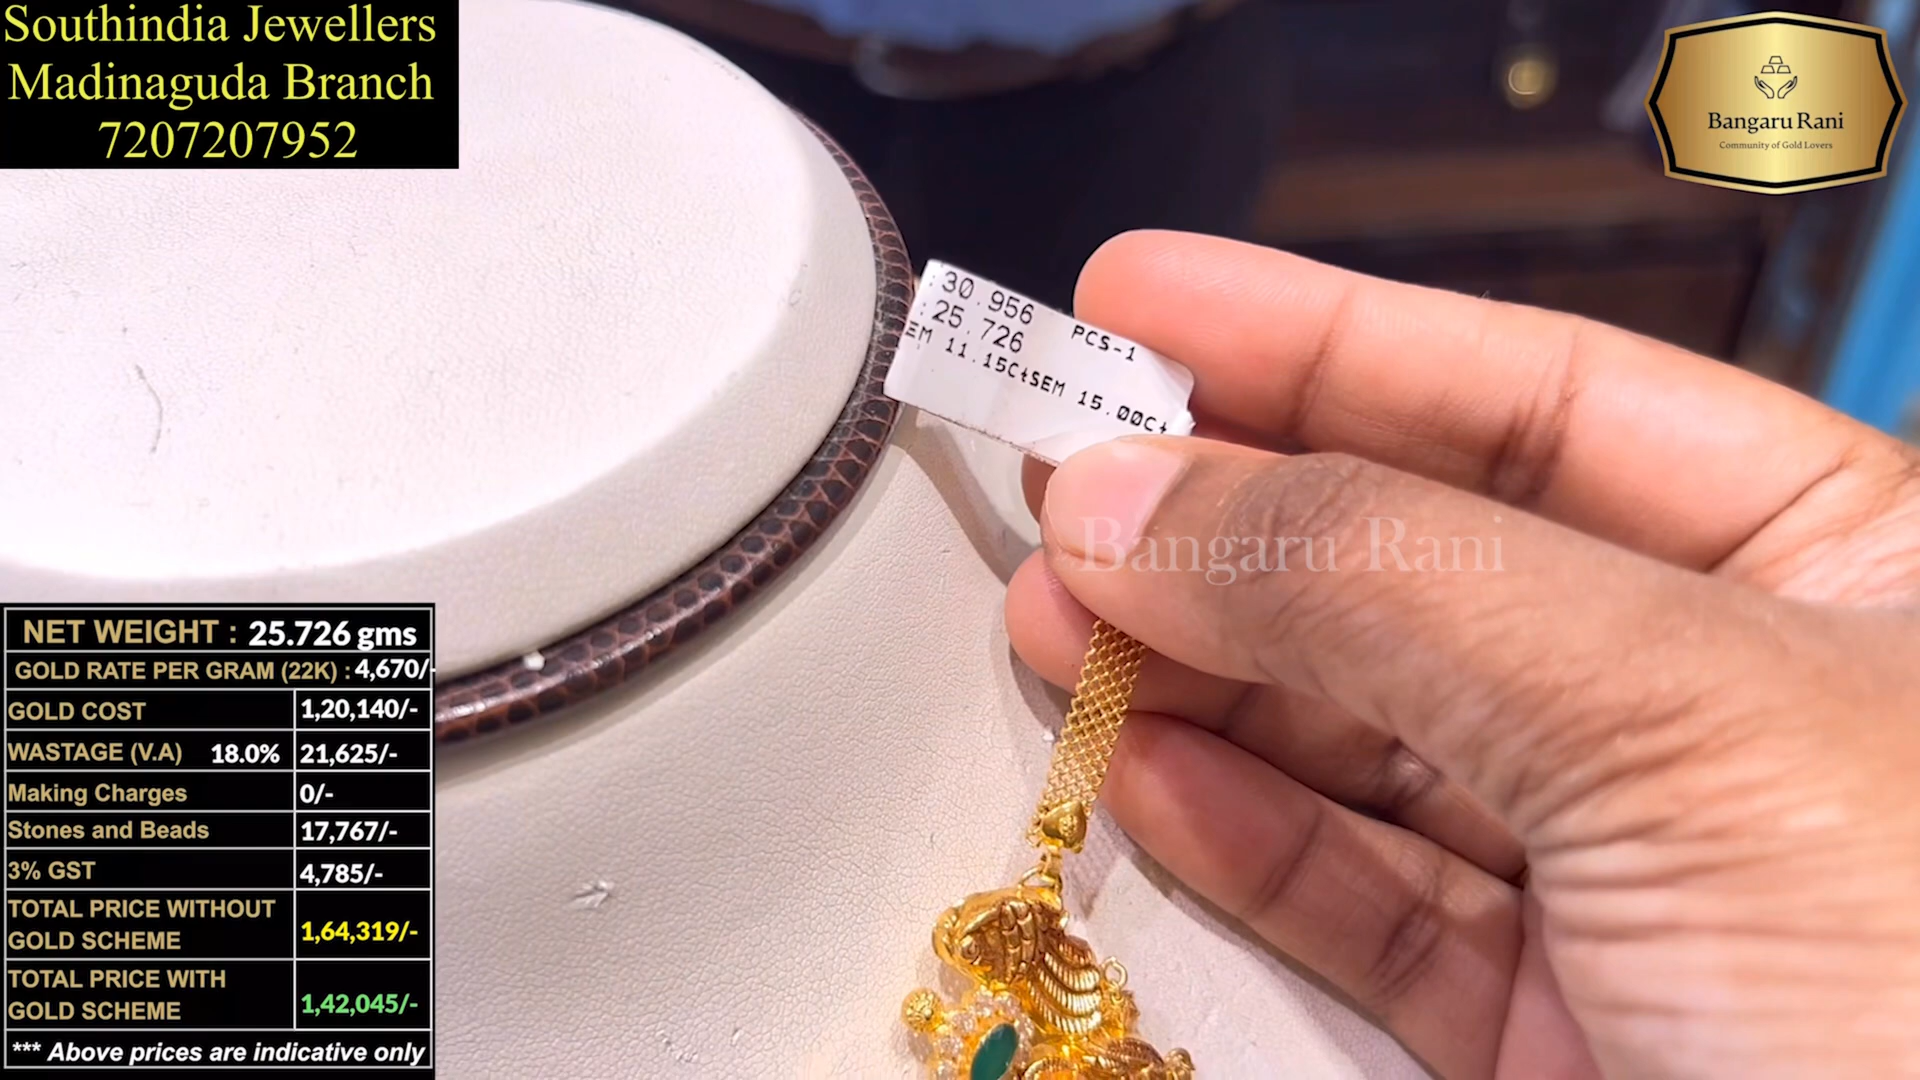 Southindia Jewellers
Madinaguda Branch
7207207952
Bangaru Rani
Community of Gold Lovers
:30.956
:25.726 PCS-1
EM 11.15CtSEM 15.00Ct
Bangaru Rani
NET WEIGHT : 25.726 gms
GOLD RATE PER GRAM (22K) : 4,670/-
GOLD COST 1,20,140/-
WASTAGE (V.A) 18.0% 21,625/-
Making Charges 0/-
Stones and Beads 17,767/-
3% GST 4,785/-
TOTAL PRICE WITHOUT
GOLD SCHEME 1,64,319/-
TOTAL PRICE WITH
GOLD SCHEME 1,42,045/-
*** Above prices are indicative only